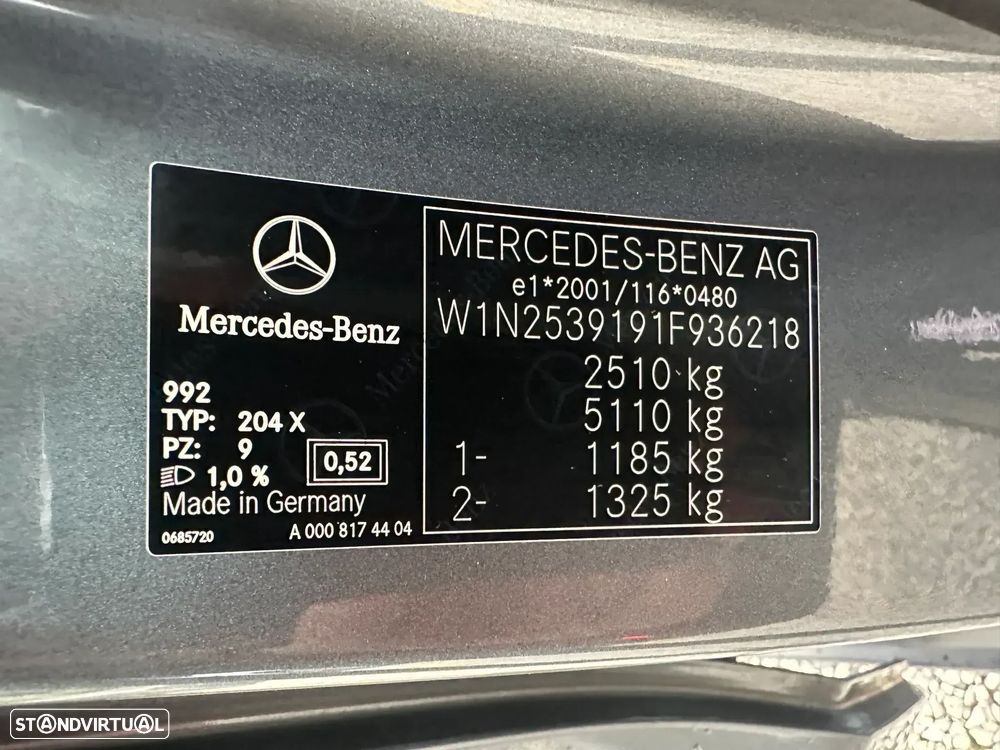 Mercedes-Benz
992
TYP: 204 X
PZ: 9
1,0 %
0,52
Made in Germany
0685720
A 000 817 44 04
MERCEDES-BENZ AG
e1*2001/116*0480
W1N2539191F936218
2510 kg
5110 kg
1- 1185 kg
2- 1325 kg
STANDVIRTUAL